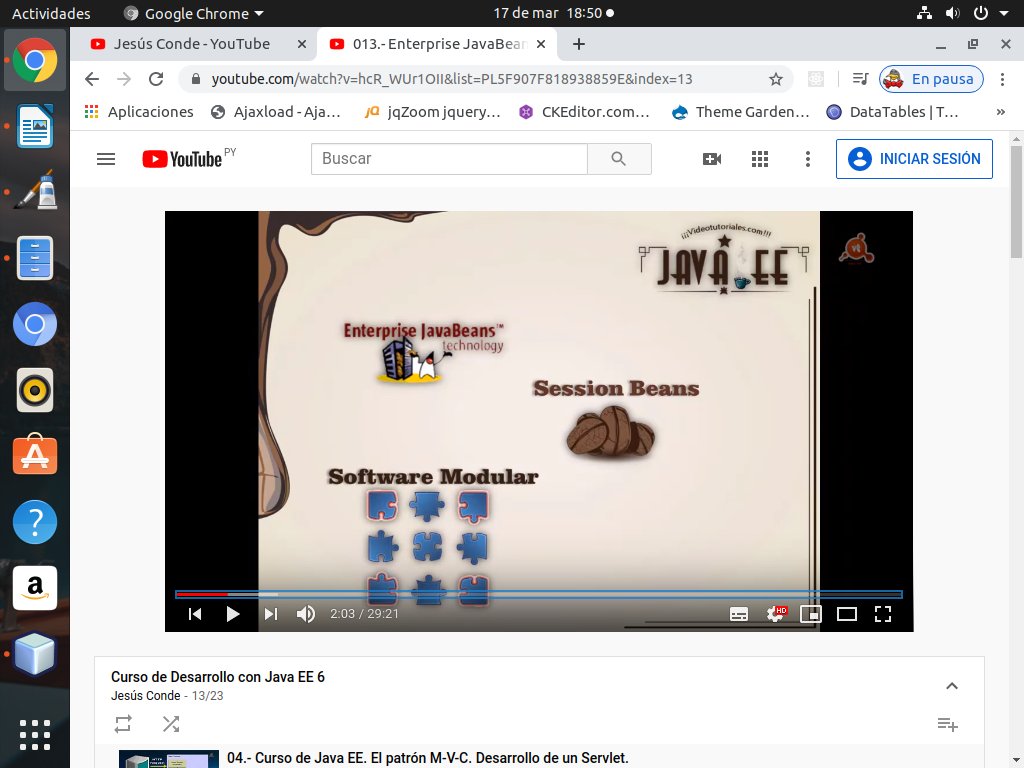 Actividades
Google Chrome
17 de mar 18:50
Jesús Conde - YouTube
013.- Enterprise JavaBean
youtube.com/watch?v=hcR_WUr1OII&list=PL5F907F818938859E&index=13
En pausa
Aplicaciones
Ajaxload - Aja...
jQ jqZoom jquery...
CKEditor.com...
Theme Garden...
DataTables | T...
»
YouTube PY
Buscar
INICIAR SESIÓN
¡¡¡Videotutoriales.com!!!
JAVA EE
vt
Enterprise JavaBeans™
technology
Session Beans
Software Modular
2:03 / 29:21
HD
Curso de Desarrollo con Java EE 6
Jesús Conde - 13/23
04.- Curso de Java EE. El patrón M-V-C. Desarrollo de un Servlet.
?
a